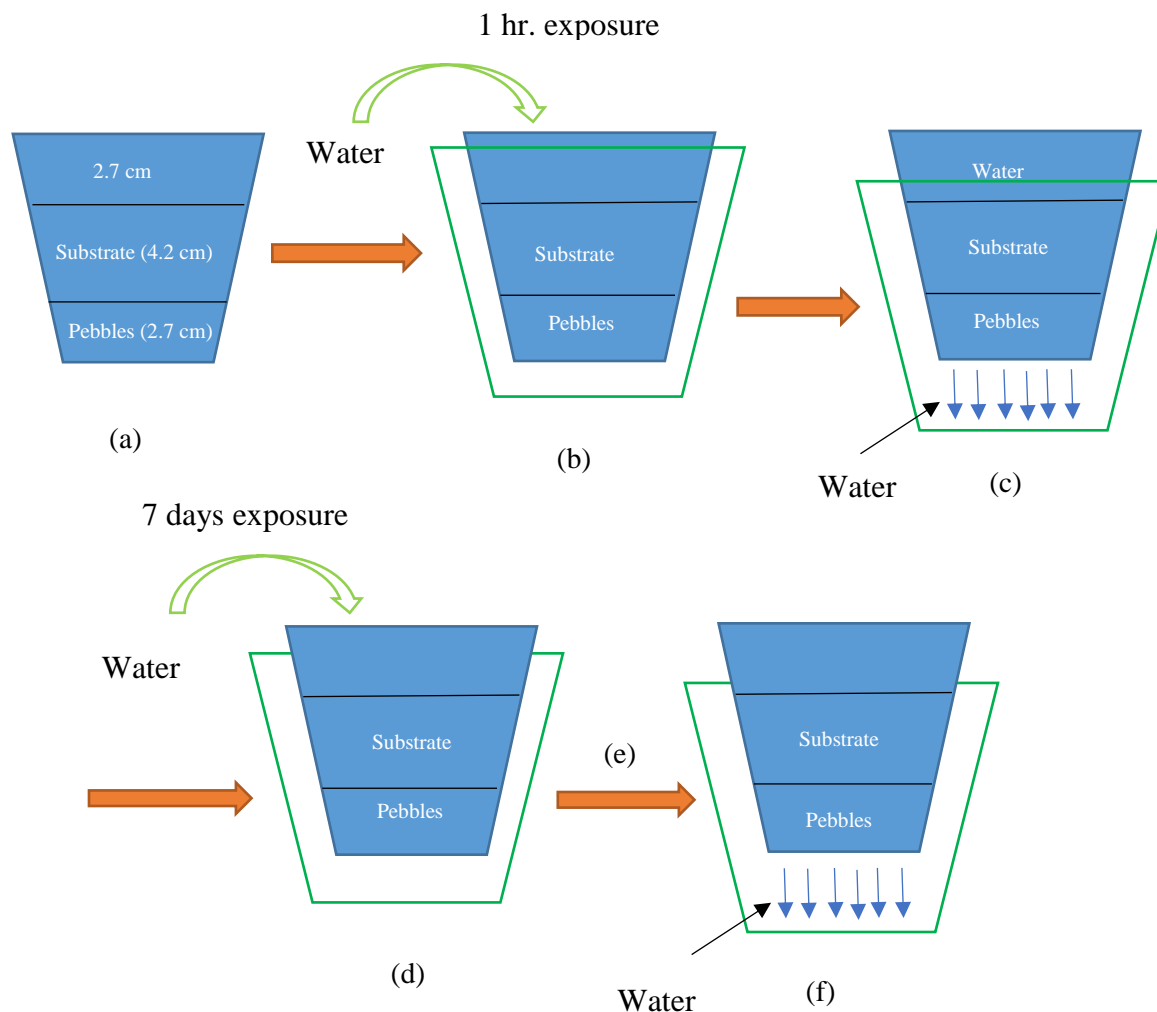 1 hr. exposure
Water
2.7 cm
Substrate (4.2 cm)
Pebbles (2.7 cm)
(a)
Substrate
Pebbles
(b)
Water
Substrate
Pebbles
Water
(c)
7 days exposure
Water
Substrate
Pebbles
(d)
(e)
Substrate
Pebbles
Water
(f)